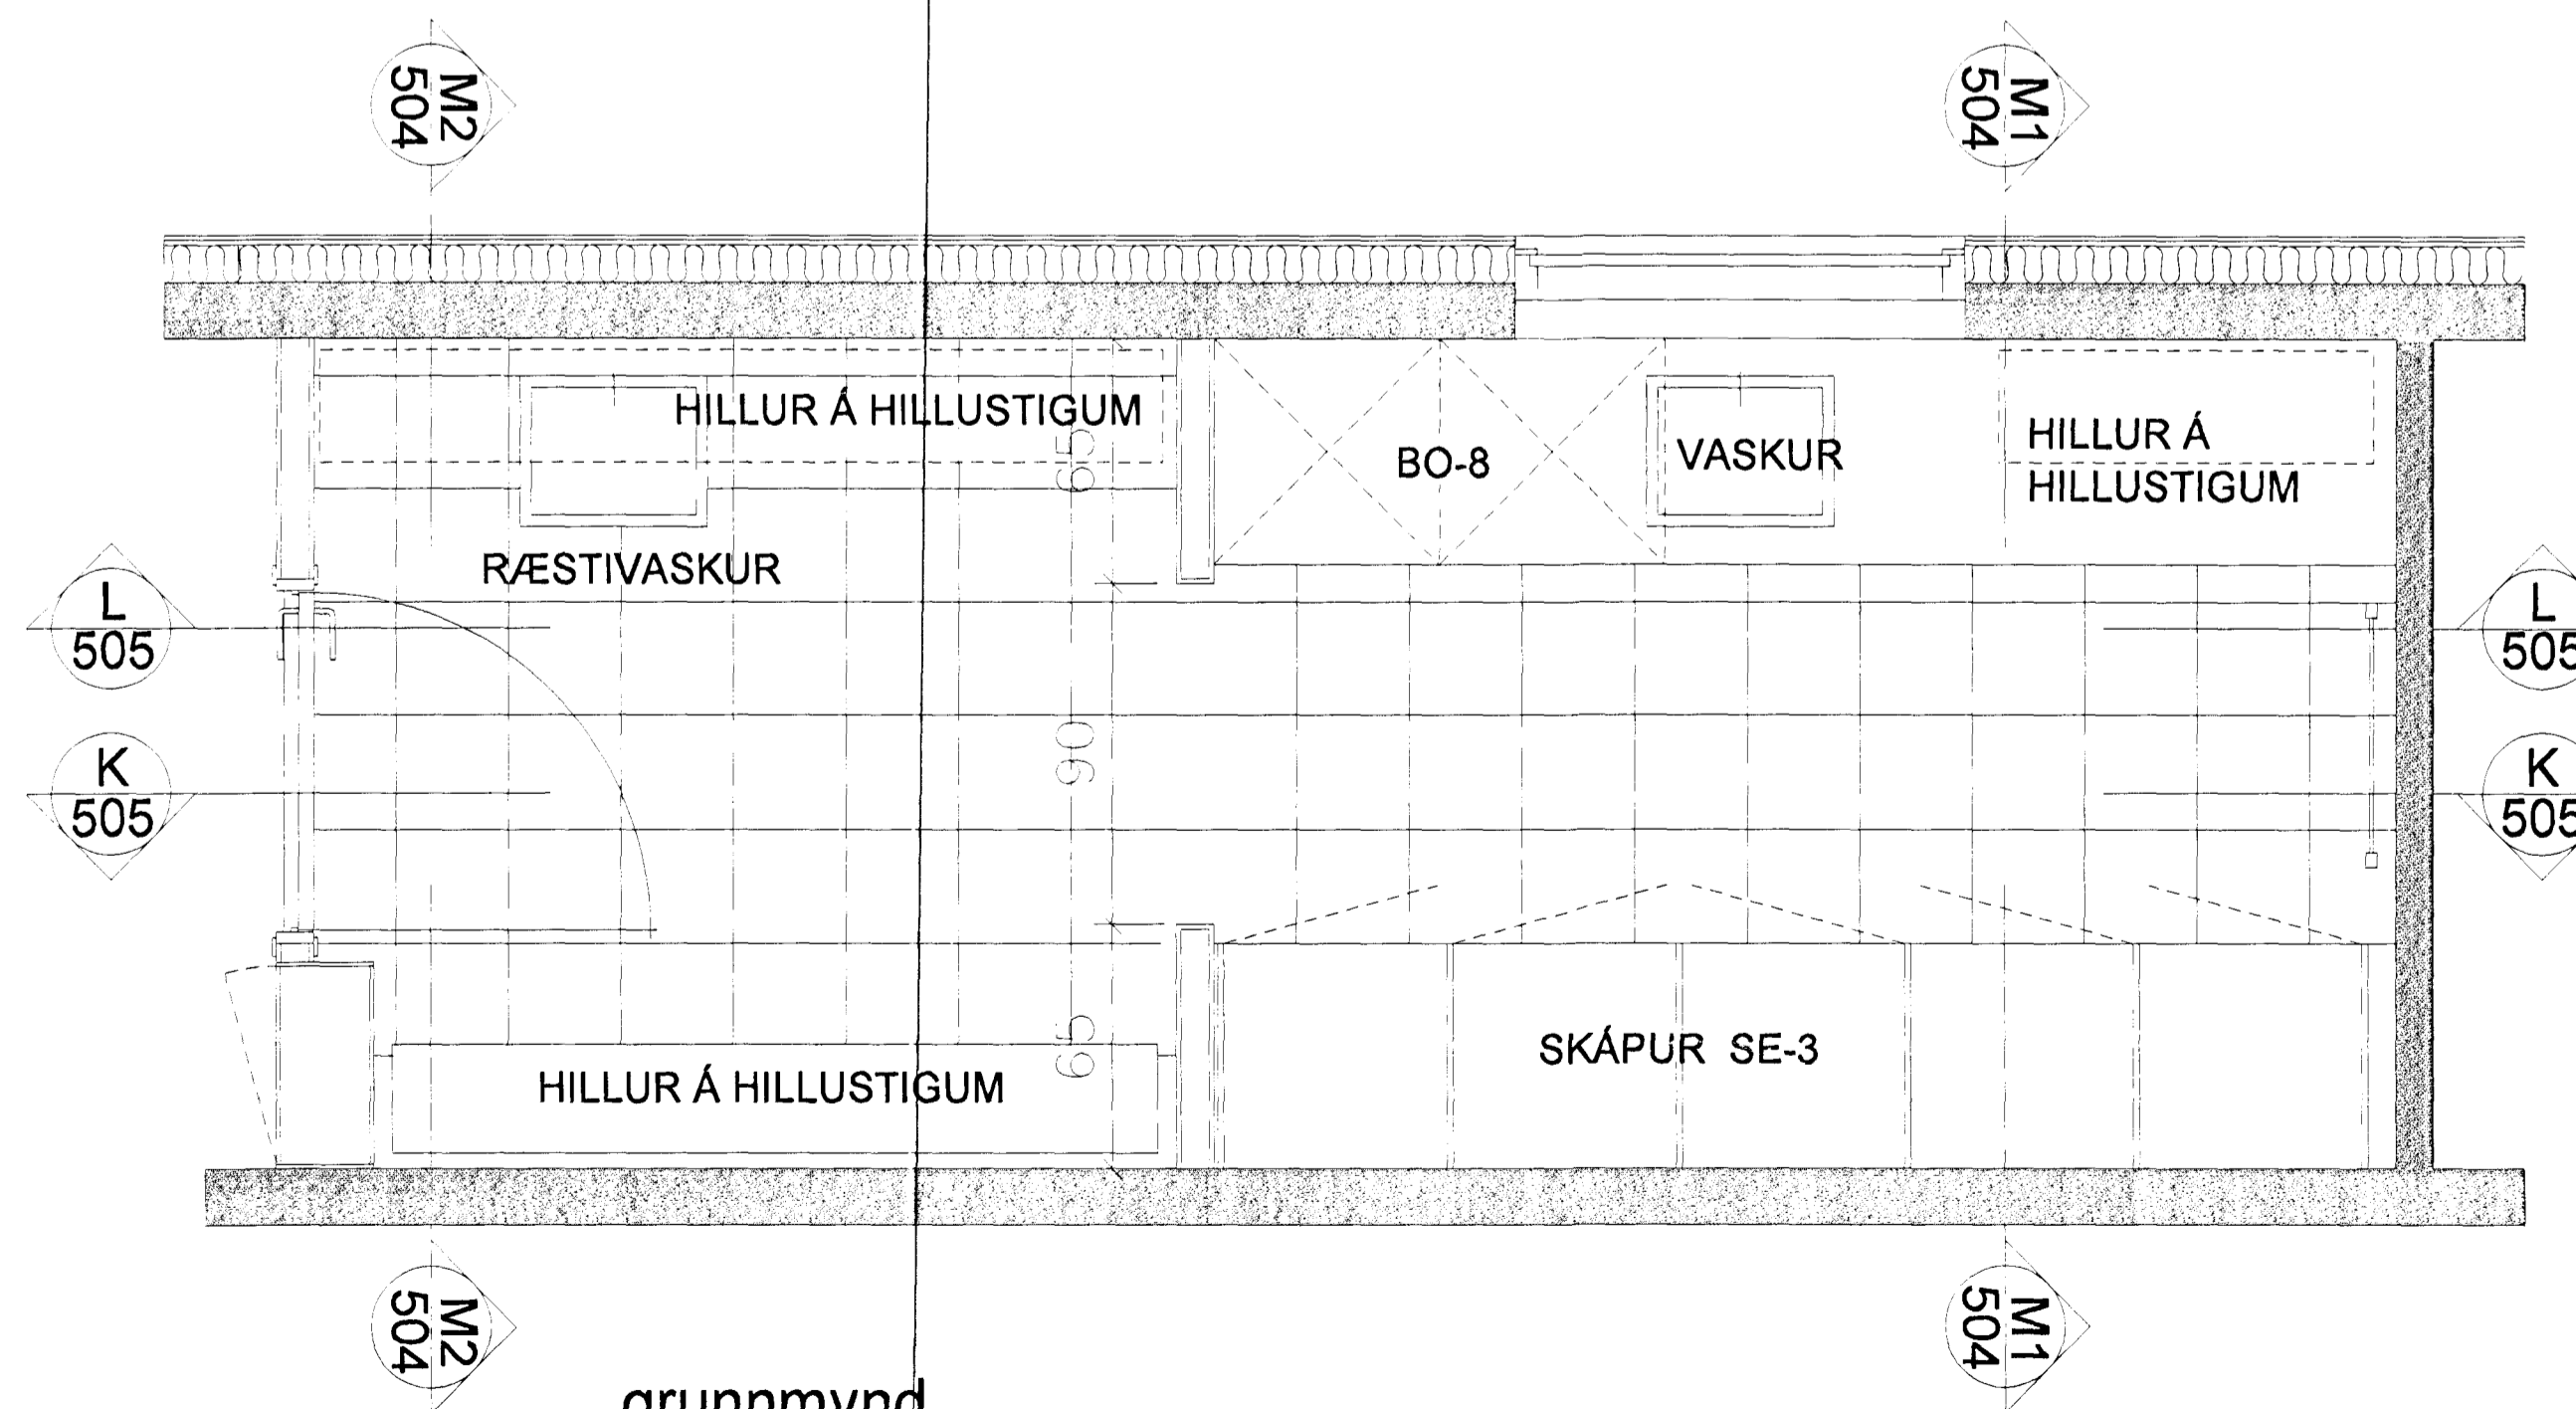 M2
504
M1
504
HILLUR Á HILLUSTIGUM
65
BO-8
VASKUR
HILLUR Á
HILLUSTIGUM
RÆSTIVASKUR
L
505
L
505
90
K
505
K
505
65
SKÁPUR SE-3
HILLUR Á HILLUSTIGUM
M2
504
M1
504
grunnmynd